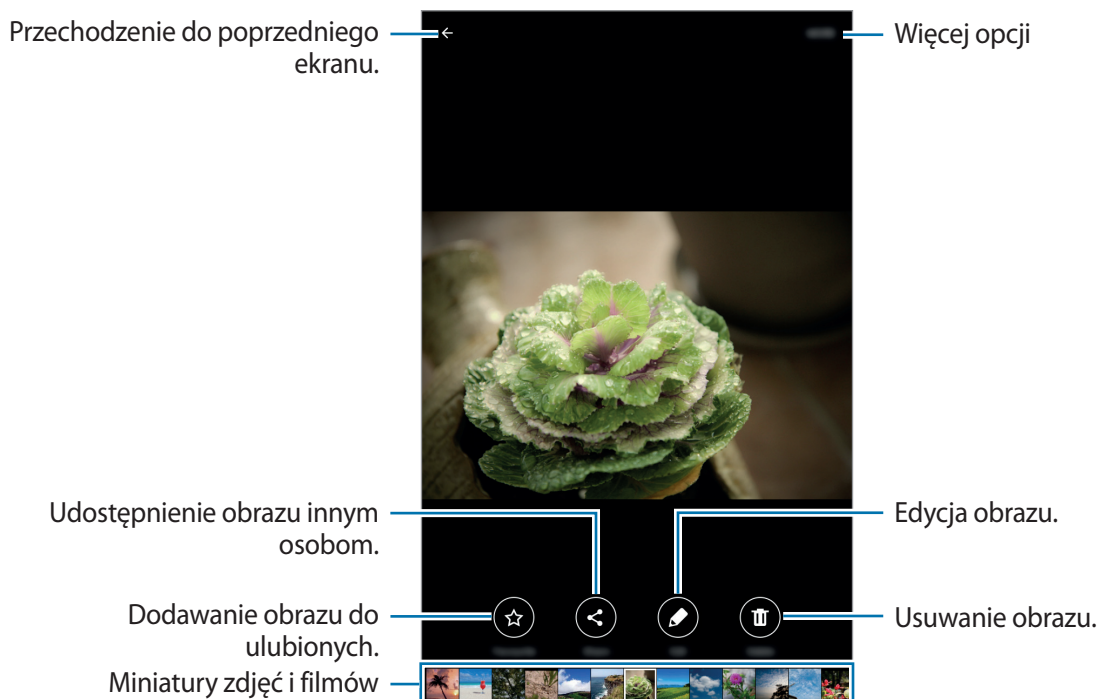 Przechodzenie do poprzedniego
ekranu.
Więcej opcji
Udostępnienie obrazu innym
osobom.
Edycja obrazu.
Dodawanie obrazu do
ulubionych.
Usuwanie obrazu.
Miniatury zdjęć i filmów